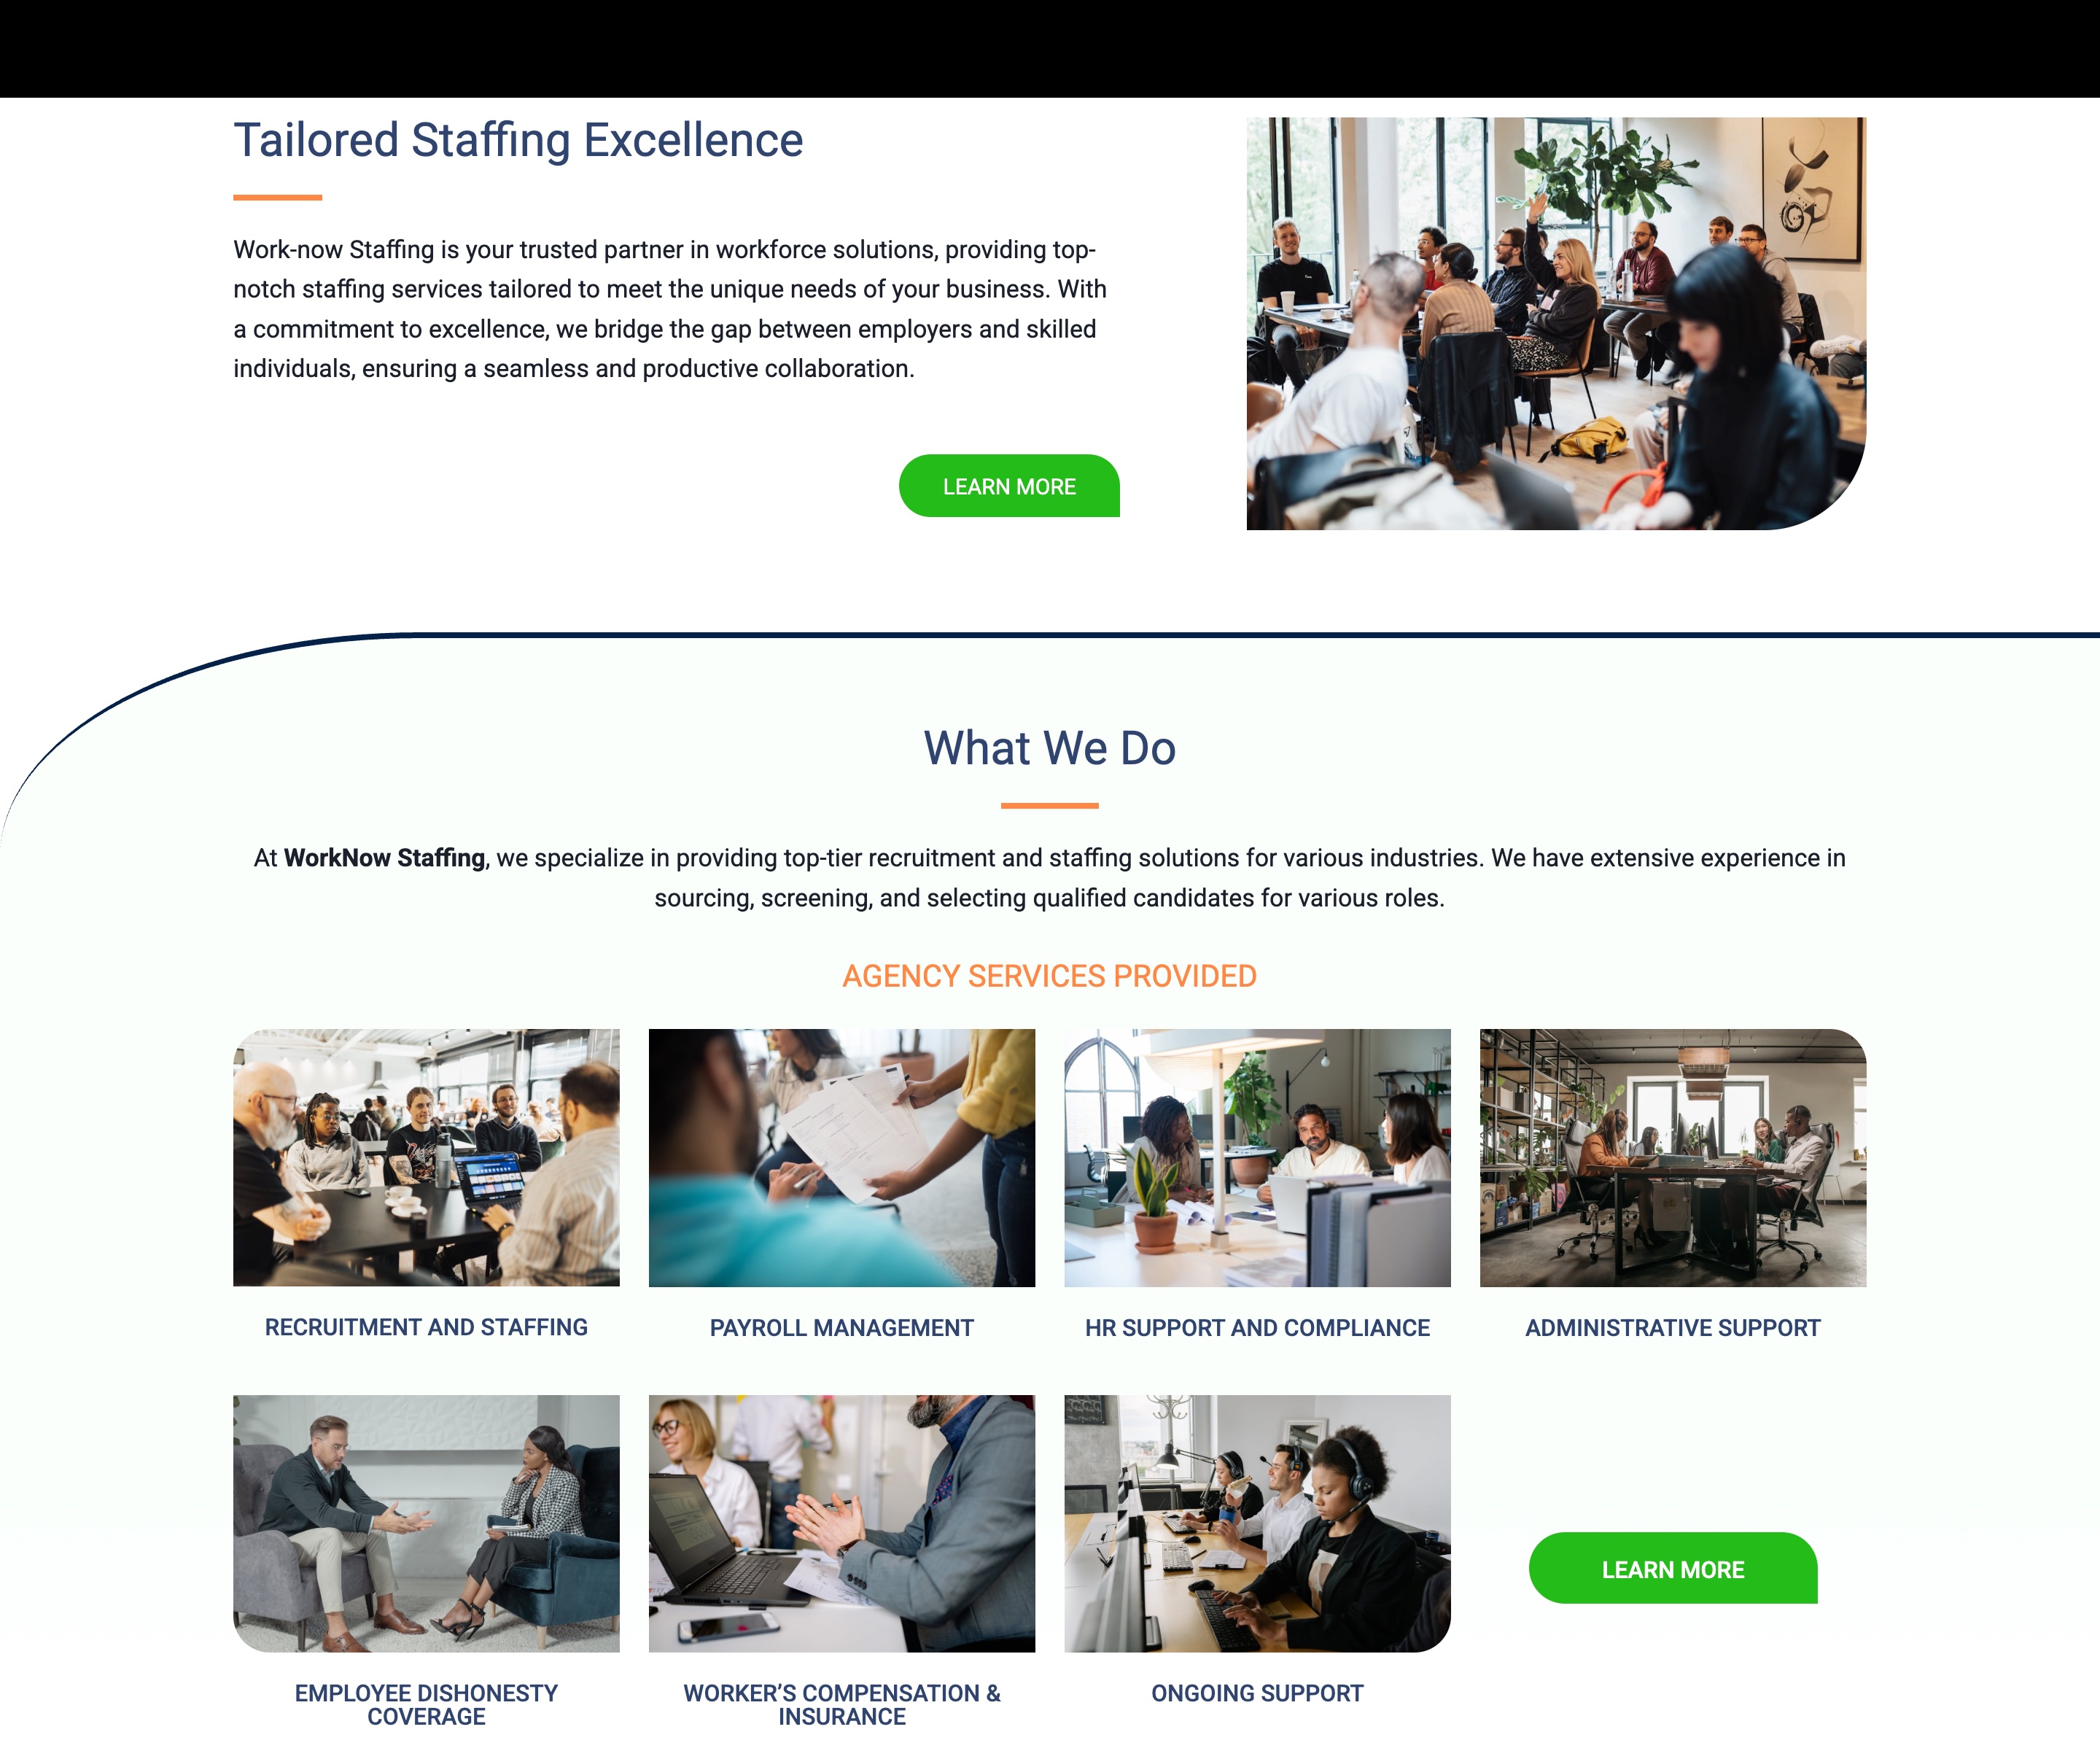 Tailored Staffing Excellence
Work-now Staffing is your trusted partner in workforce solutions, providing top-
notch staffing services tailored to meet the unique needs of your business. With
a commitment to excellence, we bridge the gap between employers and skilled
individuals, ensuring a seamless and productive collaboration.
LEARN MORE
What We Do
At WorkNow Staffing, we specialize in providing top-tier recruitment and staffing solutions for various industries. We have extensive experience in
sourcing, screening, and selecting qualified candidates for various roles.
AGENCY SERVICES PROVIDED
RECRUITMENT AND STAFFING
PAYROLL MANAGEMENT
HR SUPPORT AND COMPLIANCE
ADMINISTRATIVE SUPPORT
EMPLOYEE DISHONESTY
COVERAGE
WORKER’S COMPENSATION &
INSURANCE
ONGOING SUPPORT
LEARN MORE